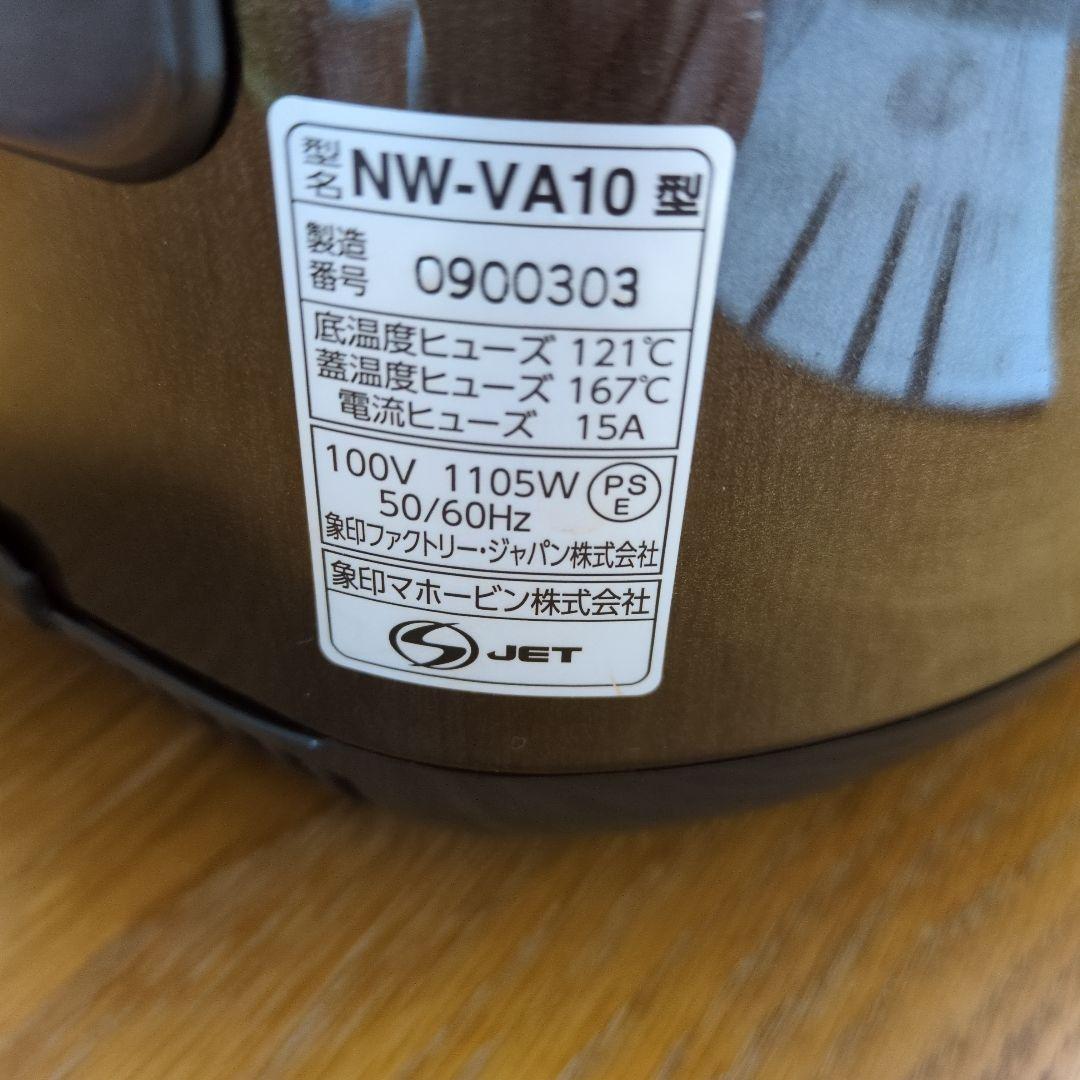 型名 NW-VA10 型
製造番号 0900303
底温度ヒューズ 121℃
蓋温度ヒューズ 167℃
電流ヒューズ 15A
100V 1105W
50/60Hz
PSE
象印ファクトリー・ジャパン株式会社
象印マホービン株式会社
S JET